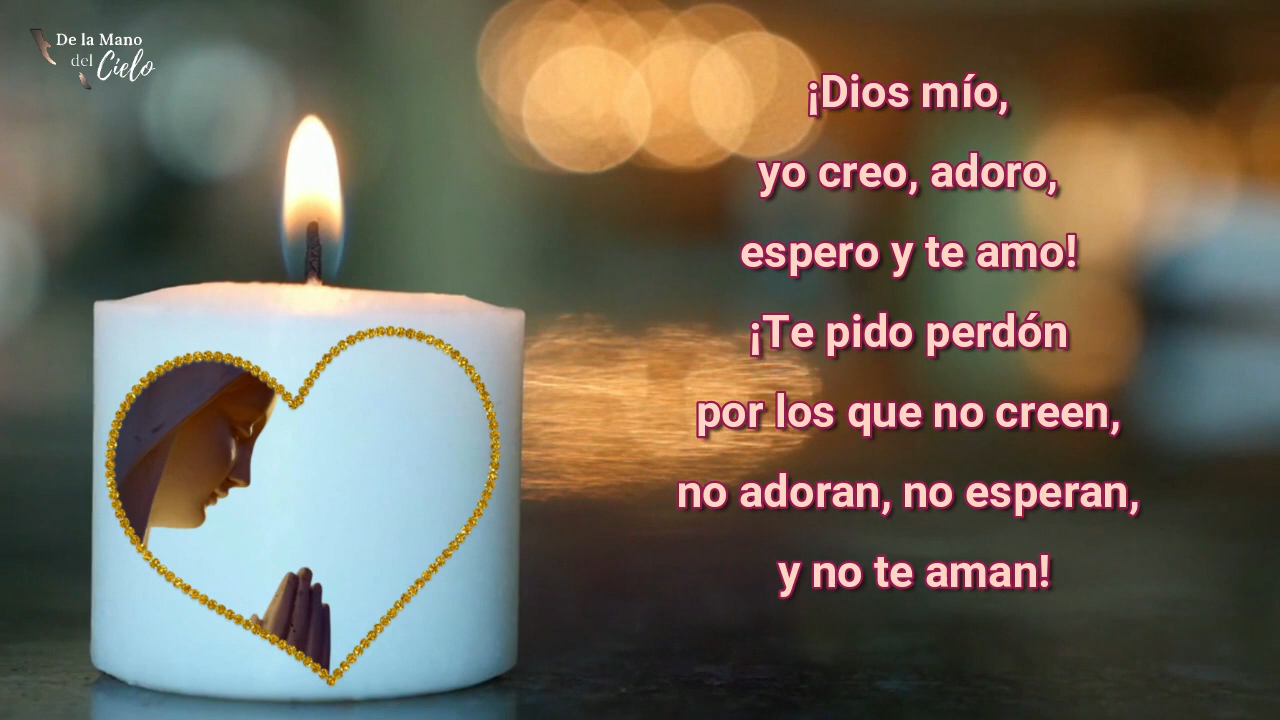 De la Mano
del Cielo
¡Dios mío,
yo creo, adoro,
espero y te amo!
¡Te pido perdón
por los que no creen,
no adoran, no esperan,
y no te aman!